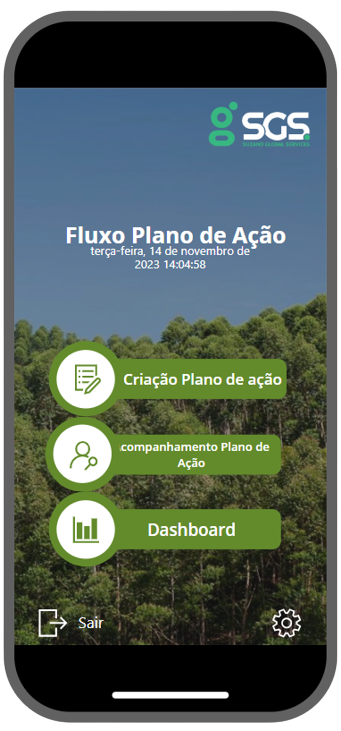 SGS
SUZANO GLOBAL SERVICES
Fluxo Plano de Ação
terça-feira, 14 de novembro de
2023 14:04:58
Criação Plano de ação
companhamento Plano de
Ação
Dashboard
Sair